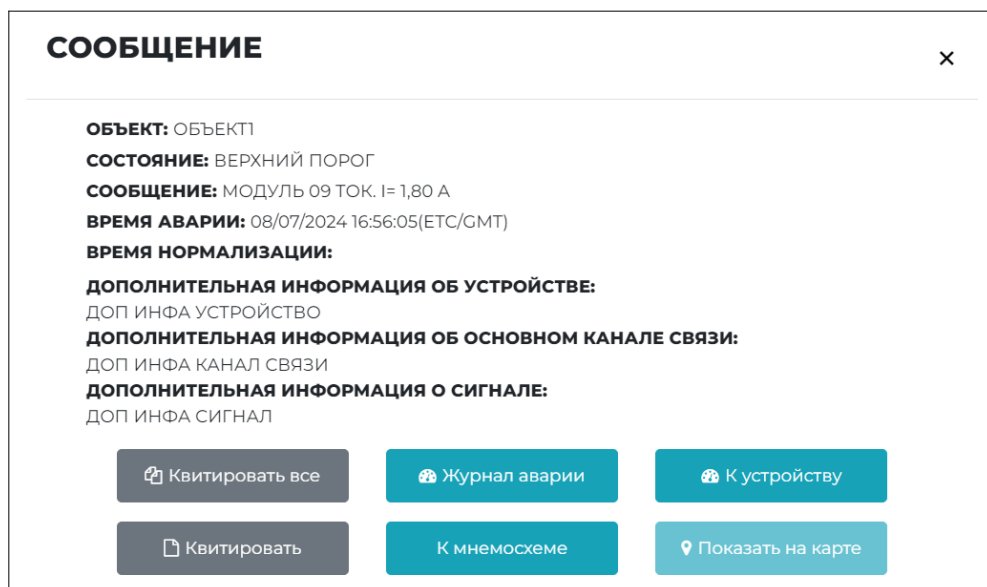 СООБЩЕНИЕ
ОБЪЕКТ: ОБЪЕКТ1
СОСТОЯНИЕ: ВЕРХНИЙ ПОРОГ
СООБЩЕНИЕ: МОДУЛЬ 09 ТОК. I= 1,80 А
ВРЕМЯ АВАРИИ: 08/07/2024 16:56:05(ETC/GMT)
ВРЕМЯ НОРМАЛИЗАЦИИ:
ДОПОЛНИТЕЛЬНАЯ ИНФОРМАЦИЯ ОБ УСТРОЙСТВЕ:
ДОП ИНФА УСТРОЙСТВО
ДОПОЛНИТЕЛЬНАЯ ИНФОРМАЦИЯ ОБ ОСНОВНОМ КАНАЛЕ СВЯЗИ:
ДОП ИНФА КАНАЛ СВЯЗИ
ДОПОЛНИТЕЛЬНАЯ ИНФОРМАЦИЯ О СИГНАЛЕ:
ДОП ИНФА СИГНАЛ
Квитировать все
Журнал аварии
К устройству
Квитировать
К мнемосхеме
Показать на карте